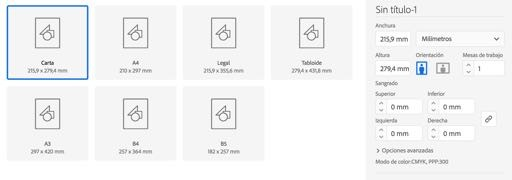 Carta
215,9 x 279,4 mm
A4
210 x 297 mm
Legal
215,9 x 355,6 mm
Tabloide
279,4 x 431,8 mm
A3
297 x 420 mm
B4
257 x 364 mm
B5
182 x 257 mm
Sin título-1
Anchura
215,9 mm
Milímetros
Altura
Orientación
Mesas de trabajo
279,4 mm
1
Sangrado
Superior
Inferior
0 mm
0 mm
Izquierda
Derecha
0 mm
0 mm
Opciones avanzadas
Modo de color:CMYK, PPP:300